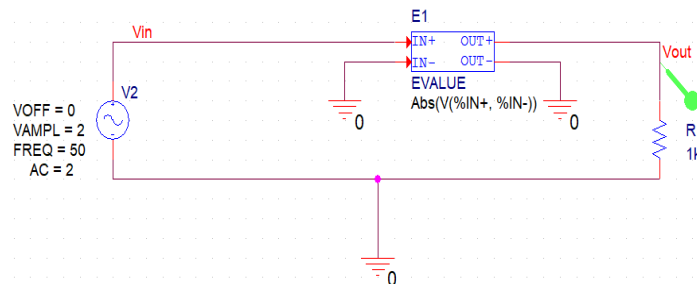 E1
Vin
IN+ OUT+
IN- OUT-
Vout
V2
EVALUE
Abs(V(%IN+, %IN-))
VOFF = 0
VAMPL = 2
FREQ = 50
AC = 2
0
0
R
1k
0